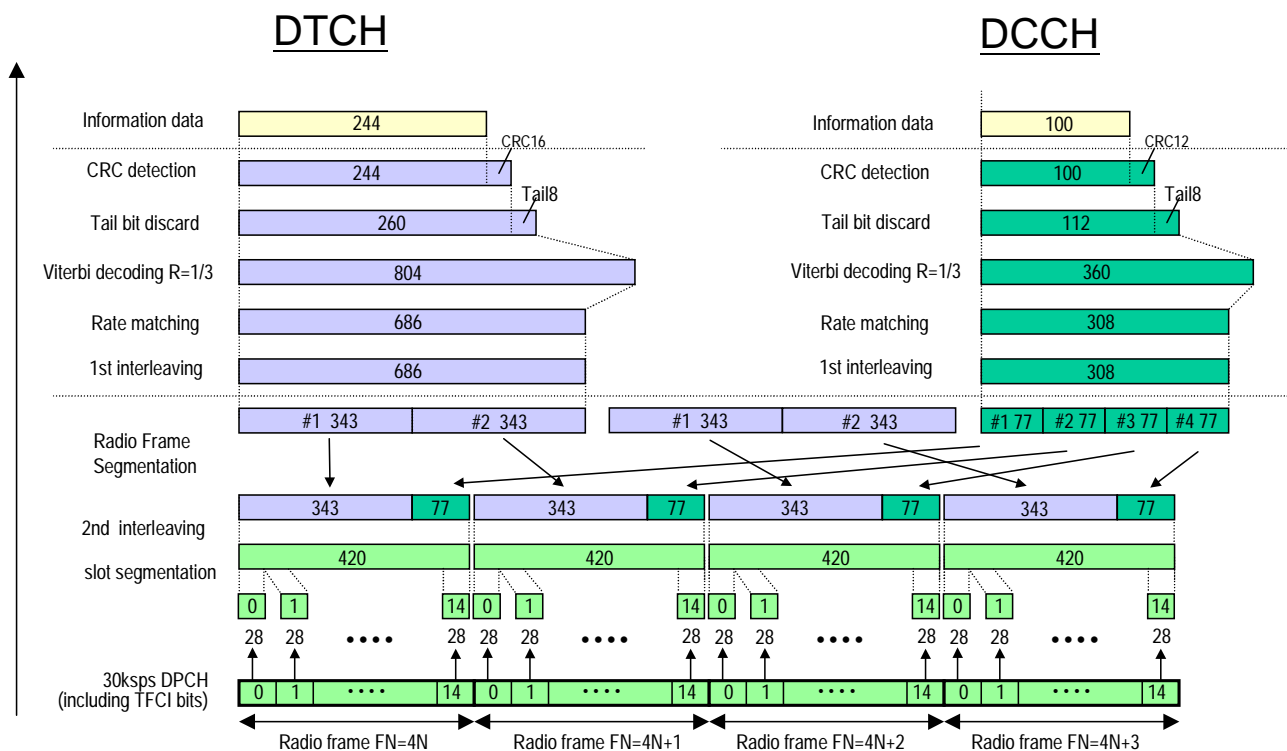 DTCH DCCH
Information data 244 Information data 100
CRC16 CRC12
CRC detection 244 CRC detection 100
Tail8 Tail8
Tail bit discard 260 Tail bit discard 112
Viterbi decoding R=1/3 804 Viterbi decoding R=1/3 360
Rate matching 686 Rate matching 308
1st interleaving 686 1st interleaving 308
#1 343 #2 343 #1 343 #2 343 #1 77 #2 77 #3 77 #4 77
Radio Frame
Segmentation
343 77 343 77 343 77 343 77
2nd interleaving
420 420 420 420
slot segmentation
0 1 14 0 1 14 0 1 14 0 1 14
28 28 •••• 28 28 28 •••• 28 28 28 •••• 28 28 28 •••• 28
30ksps DPCH
(including TFCI bits)
0 1 •••• 14 0 1 •••• 14 0 1 •••• 14 0 1 •••• 14
Radio frame FN=4N Radio frame FN=4N+1 Radio frame FN=4N+2 Radio frame FN=4N+3